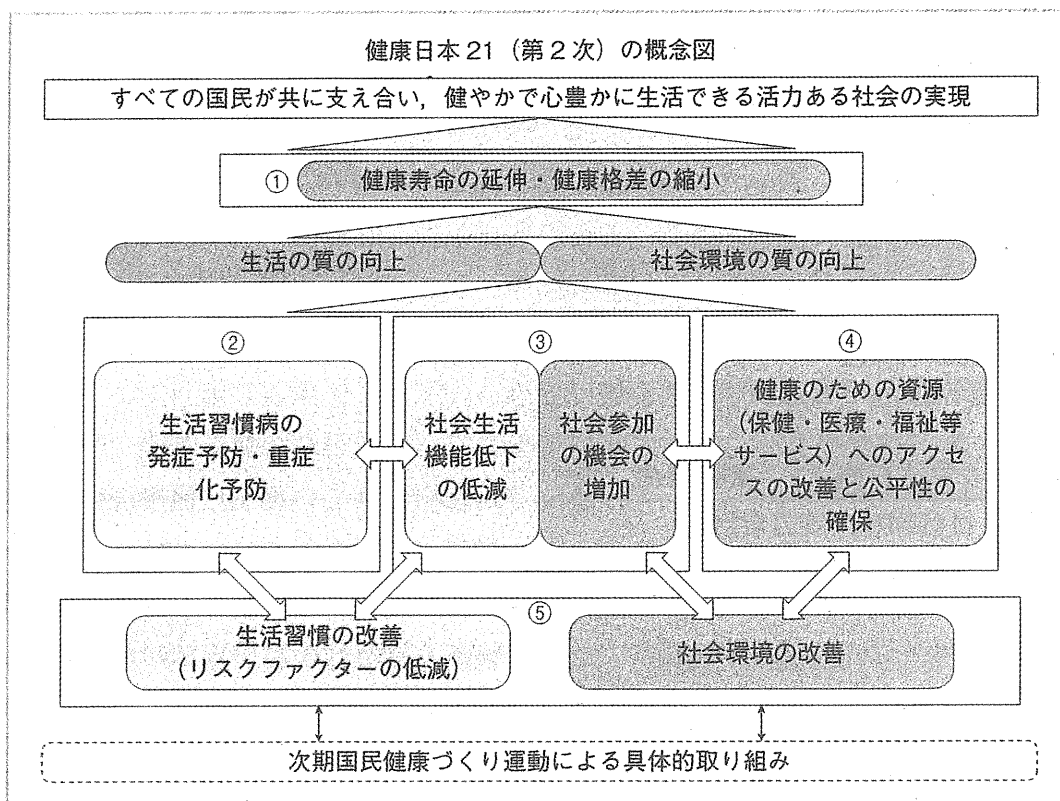 健康日本21（第2次）の概念図
すべての国民が共に支え合い，健やかで心豊かに生活できる活力ある社会の実現
① 健康寿命の延伸・健康格差の縮小
生活の質の向上
社会環境の質の向上
②
生活習慣病の
発症予防・重症
化予防
③
社会生活
機能低下
の低減
社会参加
の機会の
増加
④
健康のための資源
（保健・医療・福祉等
サービス）へのアクセ
スの改善と公平性の
確保
⑤
生活習慣の改善
（リスクファクターの低減）
社会環境の改善
次期国民健康づくり運動による具体的取り組み